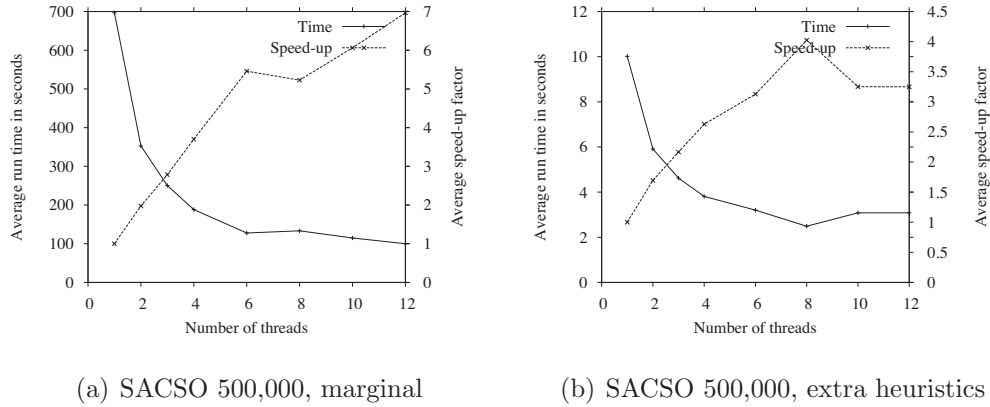 Average run time in seconds
700
600
500
400
300
200
100
0
Time
Speed-up
7
6
5
4
3
2
1
0
Average speed-up factor
0 2 4 6 8 10 12
Number of threads
(a) SACSO 500,000, marginal
Average run time in seconds
12
10
8
6
4
2
0
Time
Speed-up
4.5
4
3.5
3
2.5
2
1.5
1
0.5
0
Average speed-up factor
0 2 4 6 8 10 12
Number of threads
(b) SACSO 500,000, extra heuristics